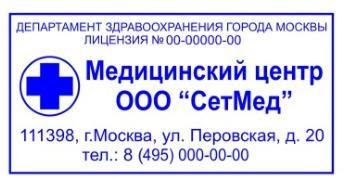 ДЕПАРТАМЕНТ ЗДРАВООХРАНЕНИЯ ГОРОДА МОСКВЫ
ЛИЦЕНЗИЯ № 00-00000-00
Медицинский центр
ООО “СетМед”
111398, г.Москва, ул. Перовская, д. 20
тел.: 8 (495) 000-00-00